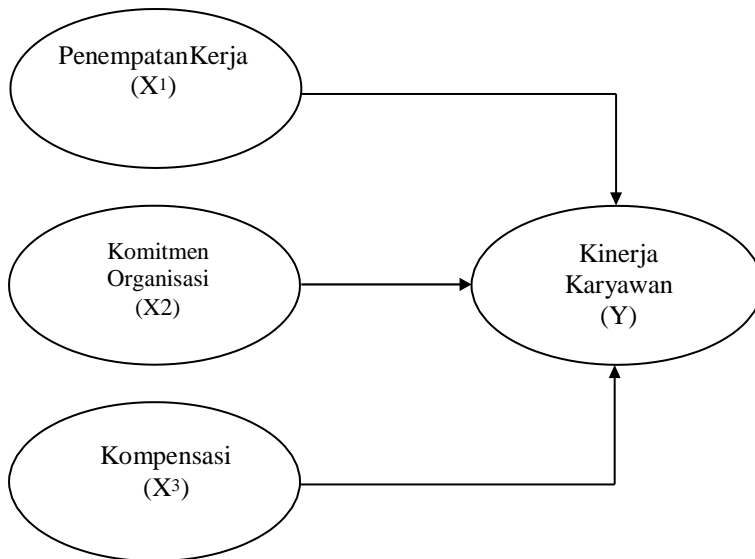 PenempatanKerja
(X1)
Komitmen
Organisasi
(X2)
Kinerja
Karyawan
(Y)
Kompensasi
(X3)